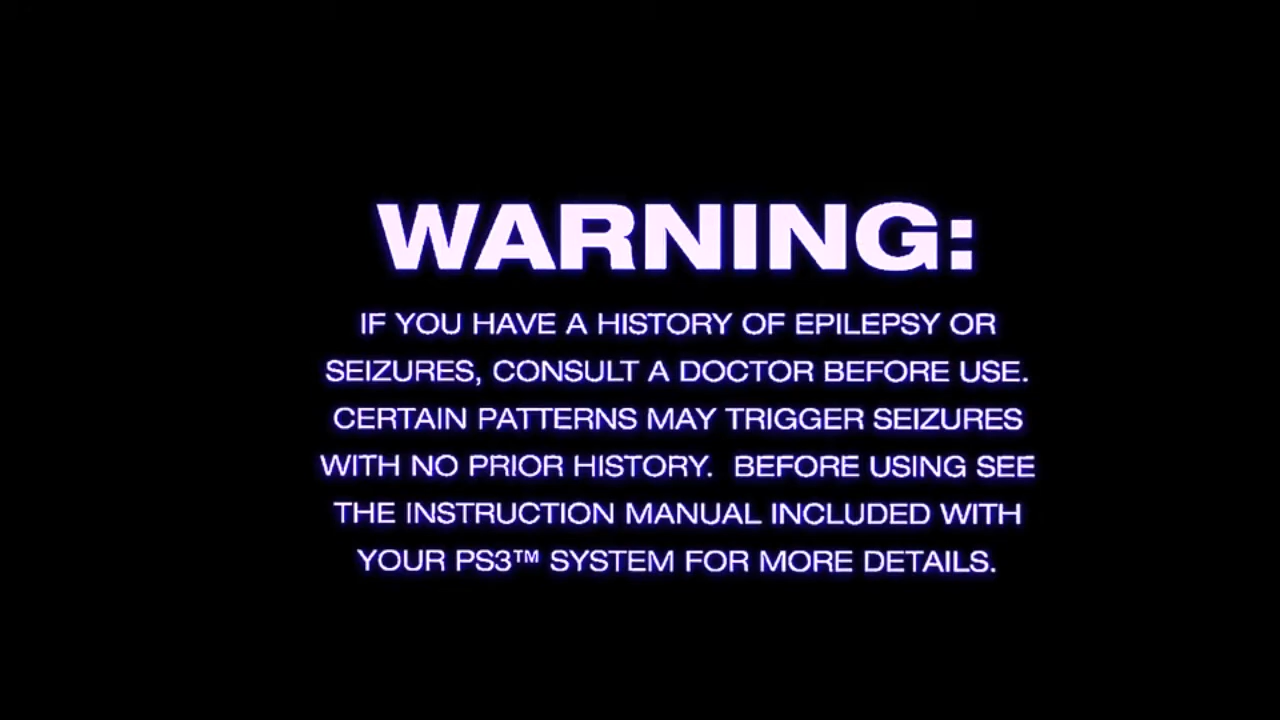 WARNING:
IF YOU HAVE A HISTORY OF EPILEPSY OR
SEIZURES, CONSULT A DOCTOR BEFORE USE.
CERTAIN PATTERNS MAY TRIGGER SEIZURES
WITH NO PRIOR HISTORY.  BEFORE USING SEE
THE INSTRUCTION MANUAL INCLUDED WITH
YOUR PS3™ SYSTEM FOR MORE DETAILS.